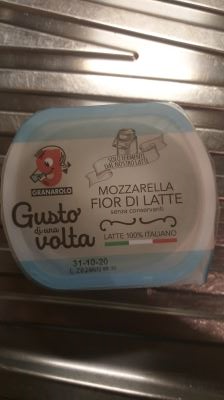 GRANAROLO
Gusto
di una
volta
MOZZARELLA
FIOR DI LATTE
senza conservanti
LATTE 100% ITALIANO
31-10-20